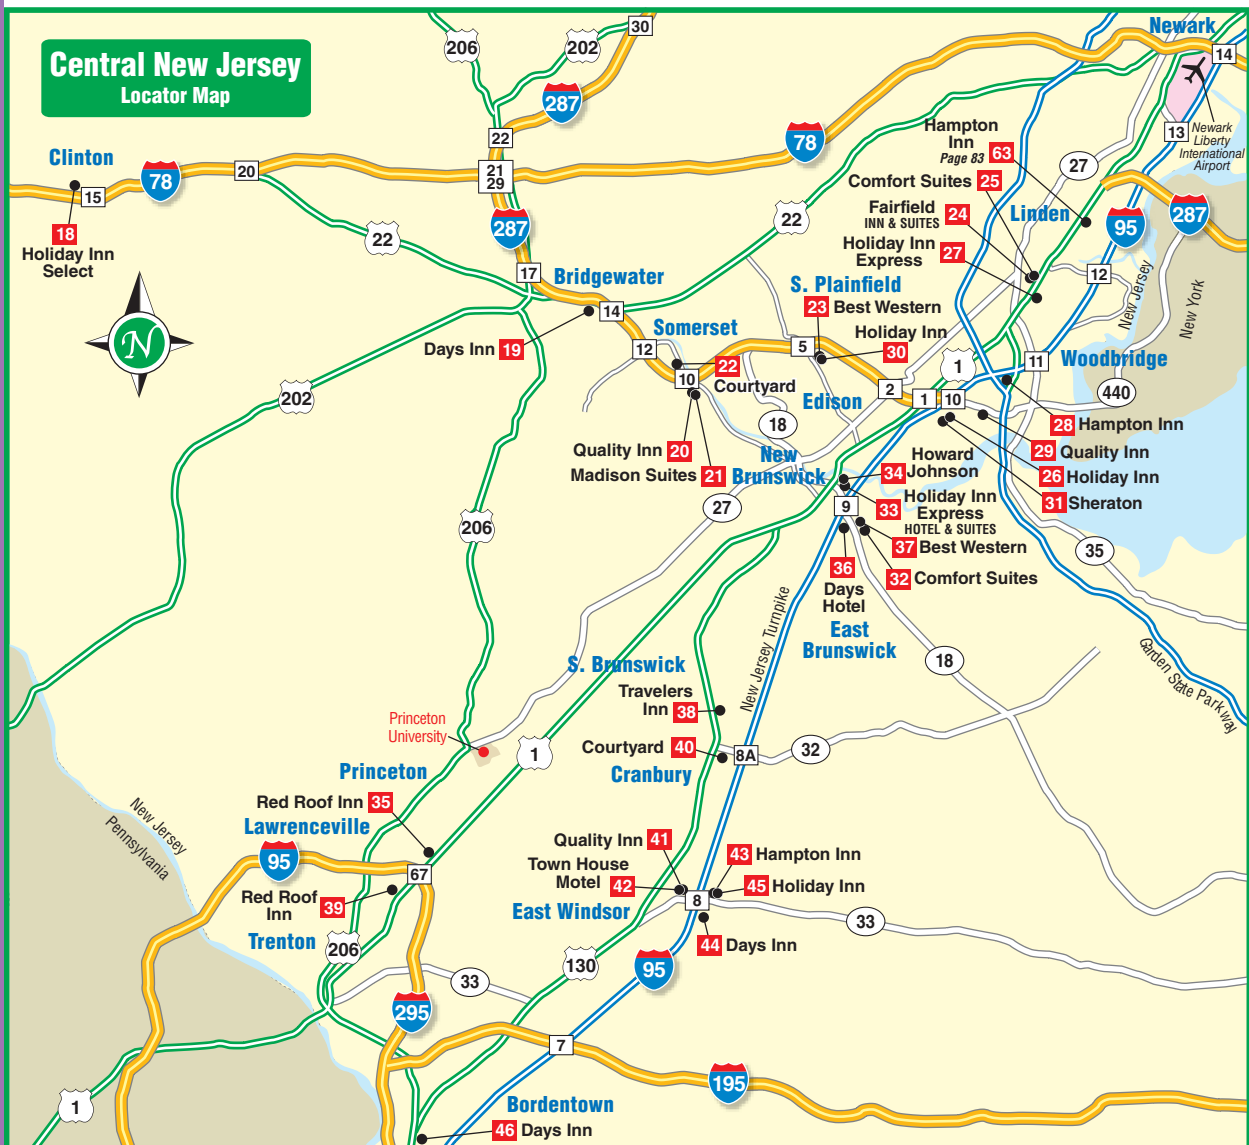 Central New Jersey
Locator Map
206
202
30
Newark
14
287
22
Hampton
Inn
Page 83
63
78
13
Newark
Liberty
International
Airport
Clinton
78
20
21
29
27
15
Comfort Suites 25
Fairfield
INN & SUITES
24
Linden
95
287
18
Holiday Inn
Select
22
287
22
Holiday Inn
Express
27
17
Bridgewater
12
New Jersey
New York
S. Plainfield
23 Best Western
14
Somerset
Holiday Inn
30
N
Days Inn 19
12
5
22
Courtyard
10
1
11
Woodbridge
2
1
10
440
202
Edison
18
28 Hampton Inn
Quality Inn 20
New
Brunswick
Howard
Johnson
34
29 Quality Inn
Madison Suites 21
26 Holiday Inn
27
9
33
Holiday Inn
Express
HOTEL & SUITES
31 Sheraton
206
37 Best Western
35
36
Days
Hotel
32 Comfort Suites
New Jersey Turnpike
East
Brunswick
18
Garden State Parkway
S. Brunswick
Travelers
Inn
38
Princeton
University
1
Courtyard 40
8A
32
Princeton
Cranbury
Red Roof Inn 35
New Jersey
Pennsylvania
Lawrenceville
95
67
Quality Inn 41
43 Hampton Inn
Town House
Motel
42
45 Holiday Inn
8
Red Roof
Inn
39
East Windsor
33
Trenton
206
44 Days Inn
130
95
33
295
7
195
1
Bordentown
46 Days Inn